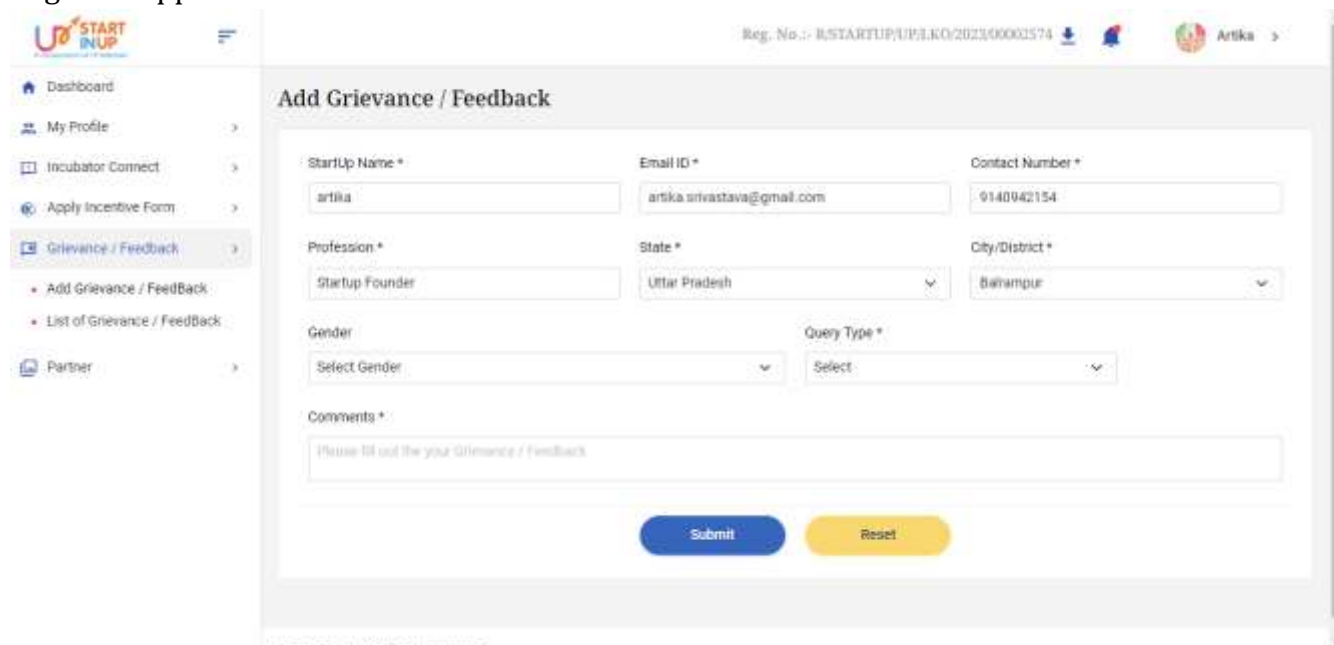 START
UP INUP
Reg. No.:- R/STARTUP/UP/LKO/2023/00002574
Artika
Dashboard
Add Grievance / Feedback
My Profile
Incubator Connect
StartUp Name * Email ID * Contact Number *
artika artika.srivastava@gmail.com 9140942154
Apply Incentive Form
Grievance / Feedback
Profession * State * City/District *
Startup Founder Uttar Pradesh Balrampur
Add Grievance / FeedBack
List of Grievance / FeedBack
Gender Query Type *
Partner
Select Gender Select
Comments *
Please fill out the your Grievance / Feedback
Submit Reset